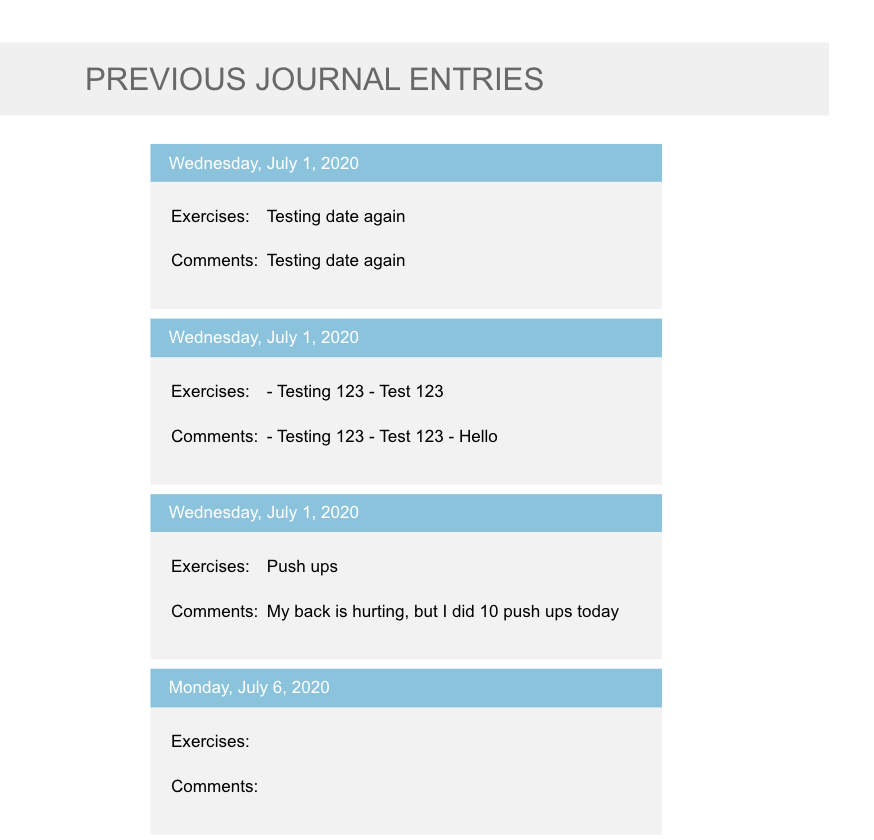 PREVIOUS JOURNAL ENTRIES
Wednesday, July 1, 2020
Exercises: Testing date again
Comments: Testing date again
Wednesday, July 1, 2020
Exercises: - Testing 123 - Test 123
Comments: - Testing 123 - Test 123 - Hello
Wednesday, July 1, 2020
Exercises: Push ups
Comments: My back is hurting, but I did 10 push ups today
Monday, July 6, 2020
Exercises:
Comments: